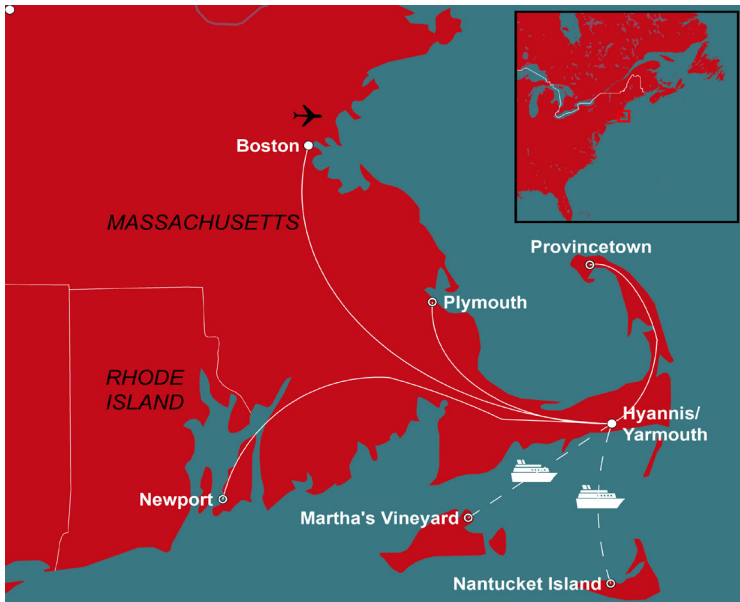 Boston
MASSACHUSETTS
Provincetown
Plymouth
RHODE
ISLAND
Hyannis/
Yarmouth
Newport
Martha's Vineyard
Nantucket Island